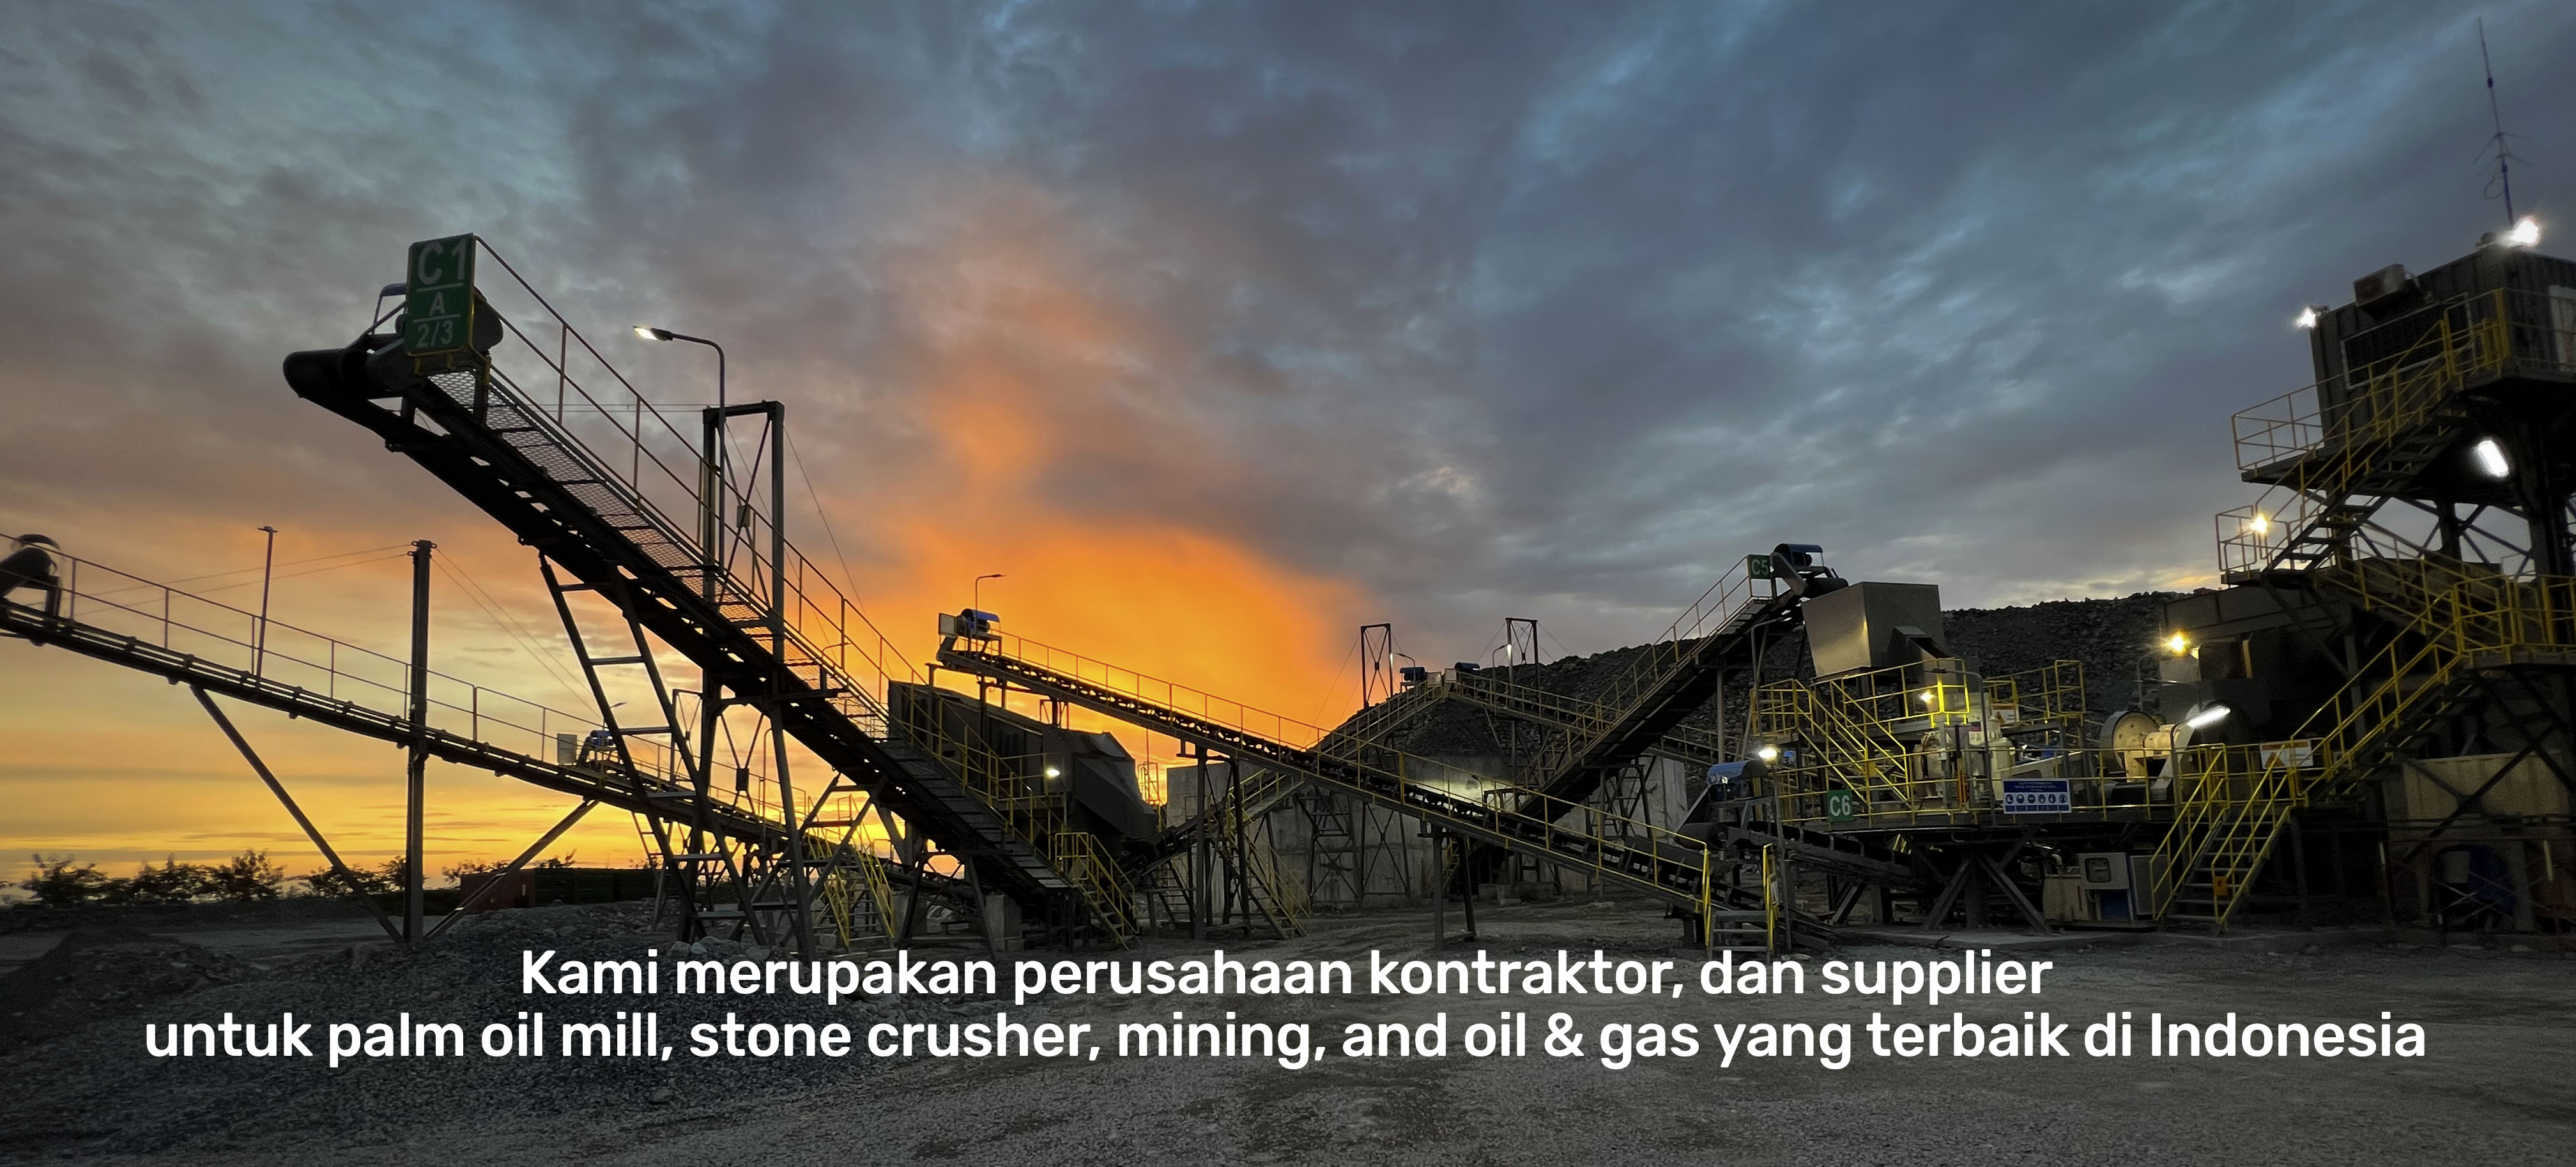 C1
A
2/3
C5
C6
Kami merupakan perusahaan kontraktor, dan supplier
untuk palm oil mill, stone crusher, mining, and oil & gas yang terbaik di Indonesia